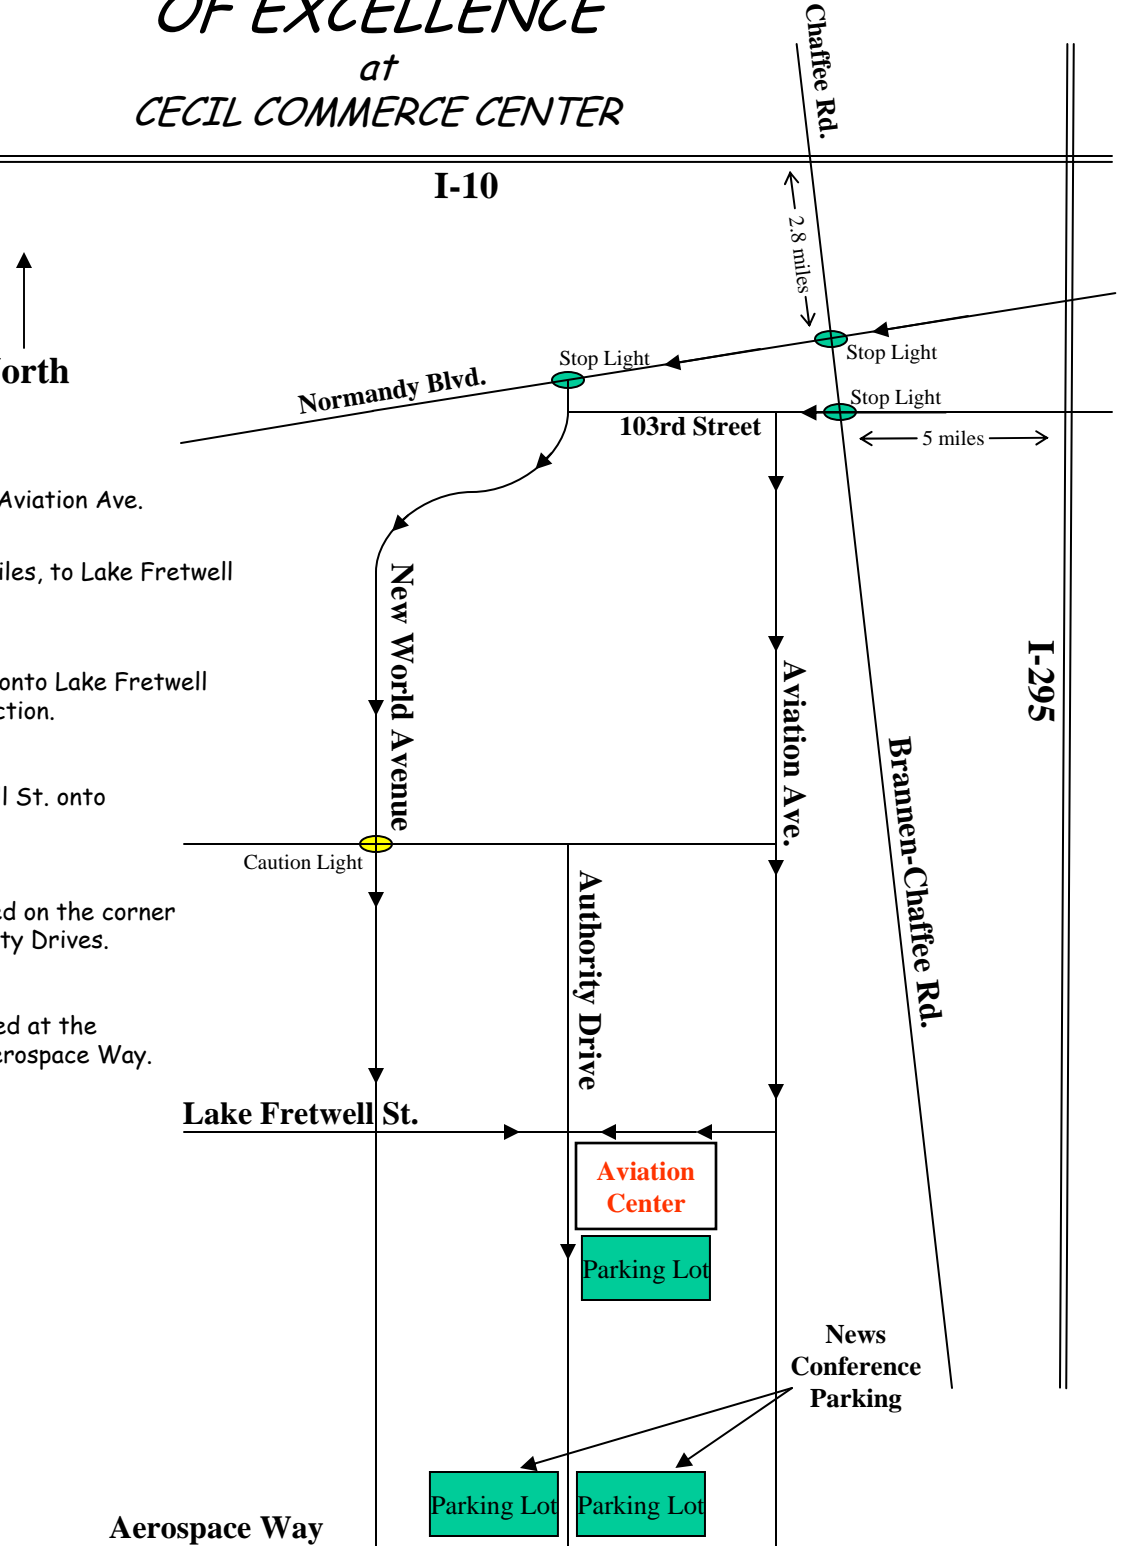 OF EXCELLENCE
at
CECIL COMMERCE CENTER
Chaffee Rd.
I-10
2.8 miles
orth
Stop Light
Stop Light
Normandy Blvd.
Stop Light
103rd Street
5 miles
Aviation Ave.
iles, to Lake Fretwell
New World Avenue
I-295
onto Lake Fretwell
ction.
Aviation Ave.
Brannen-Chaffee Rd.
l St. onto
Caution Light
Authority Drive
ed on the corner
ty Drives.
ed at the
erospace Way.
Lake Fretwell St.
Aviation
Center
Parking Lot
News
Conference
Parking
Parking Lot
Parking Lot
Aerospace Way